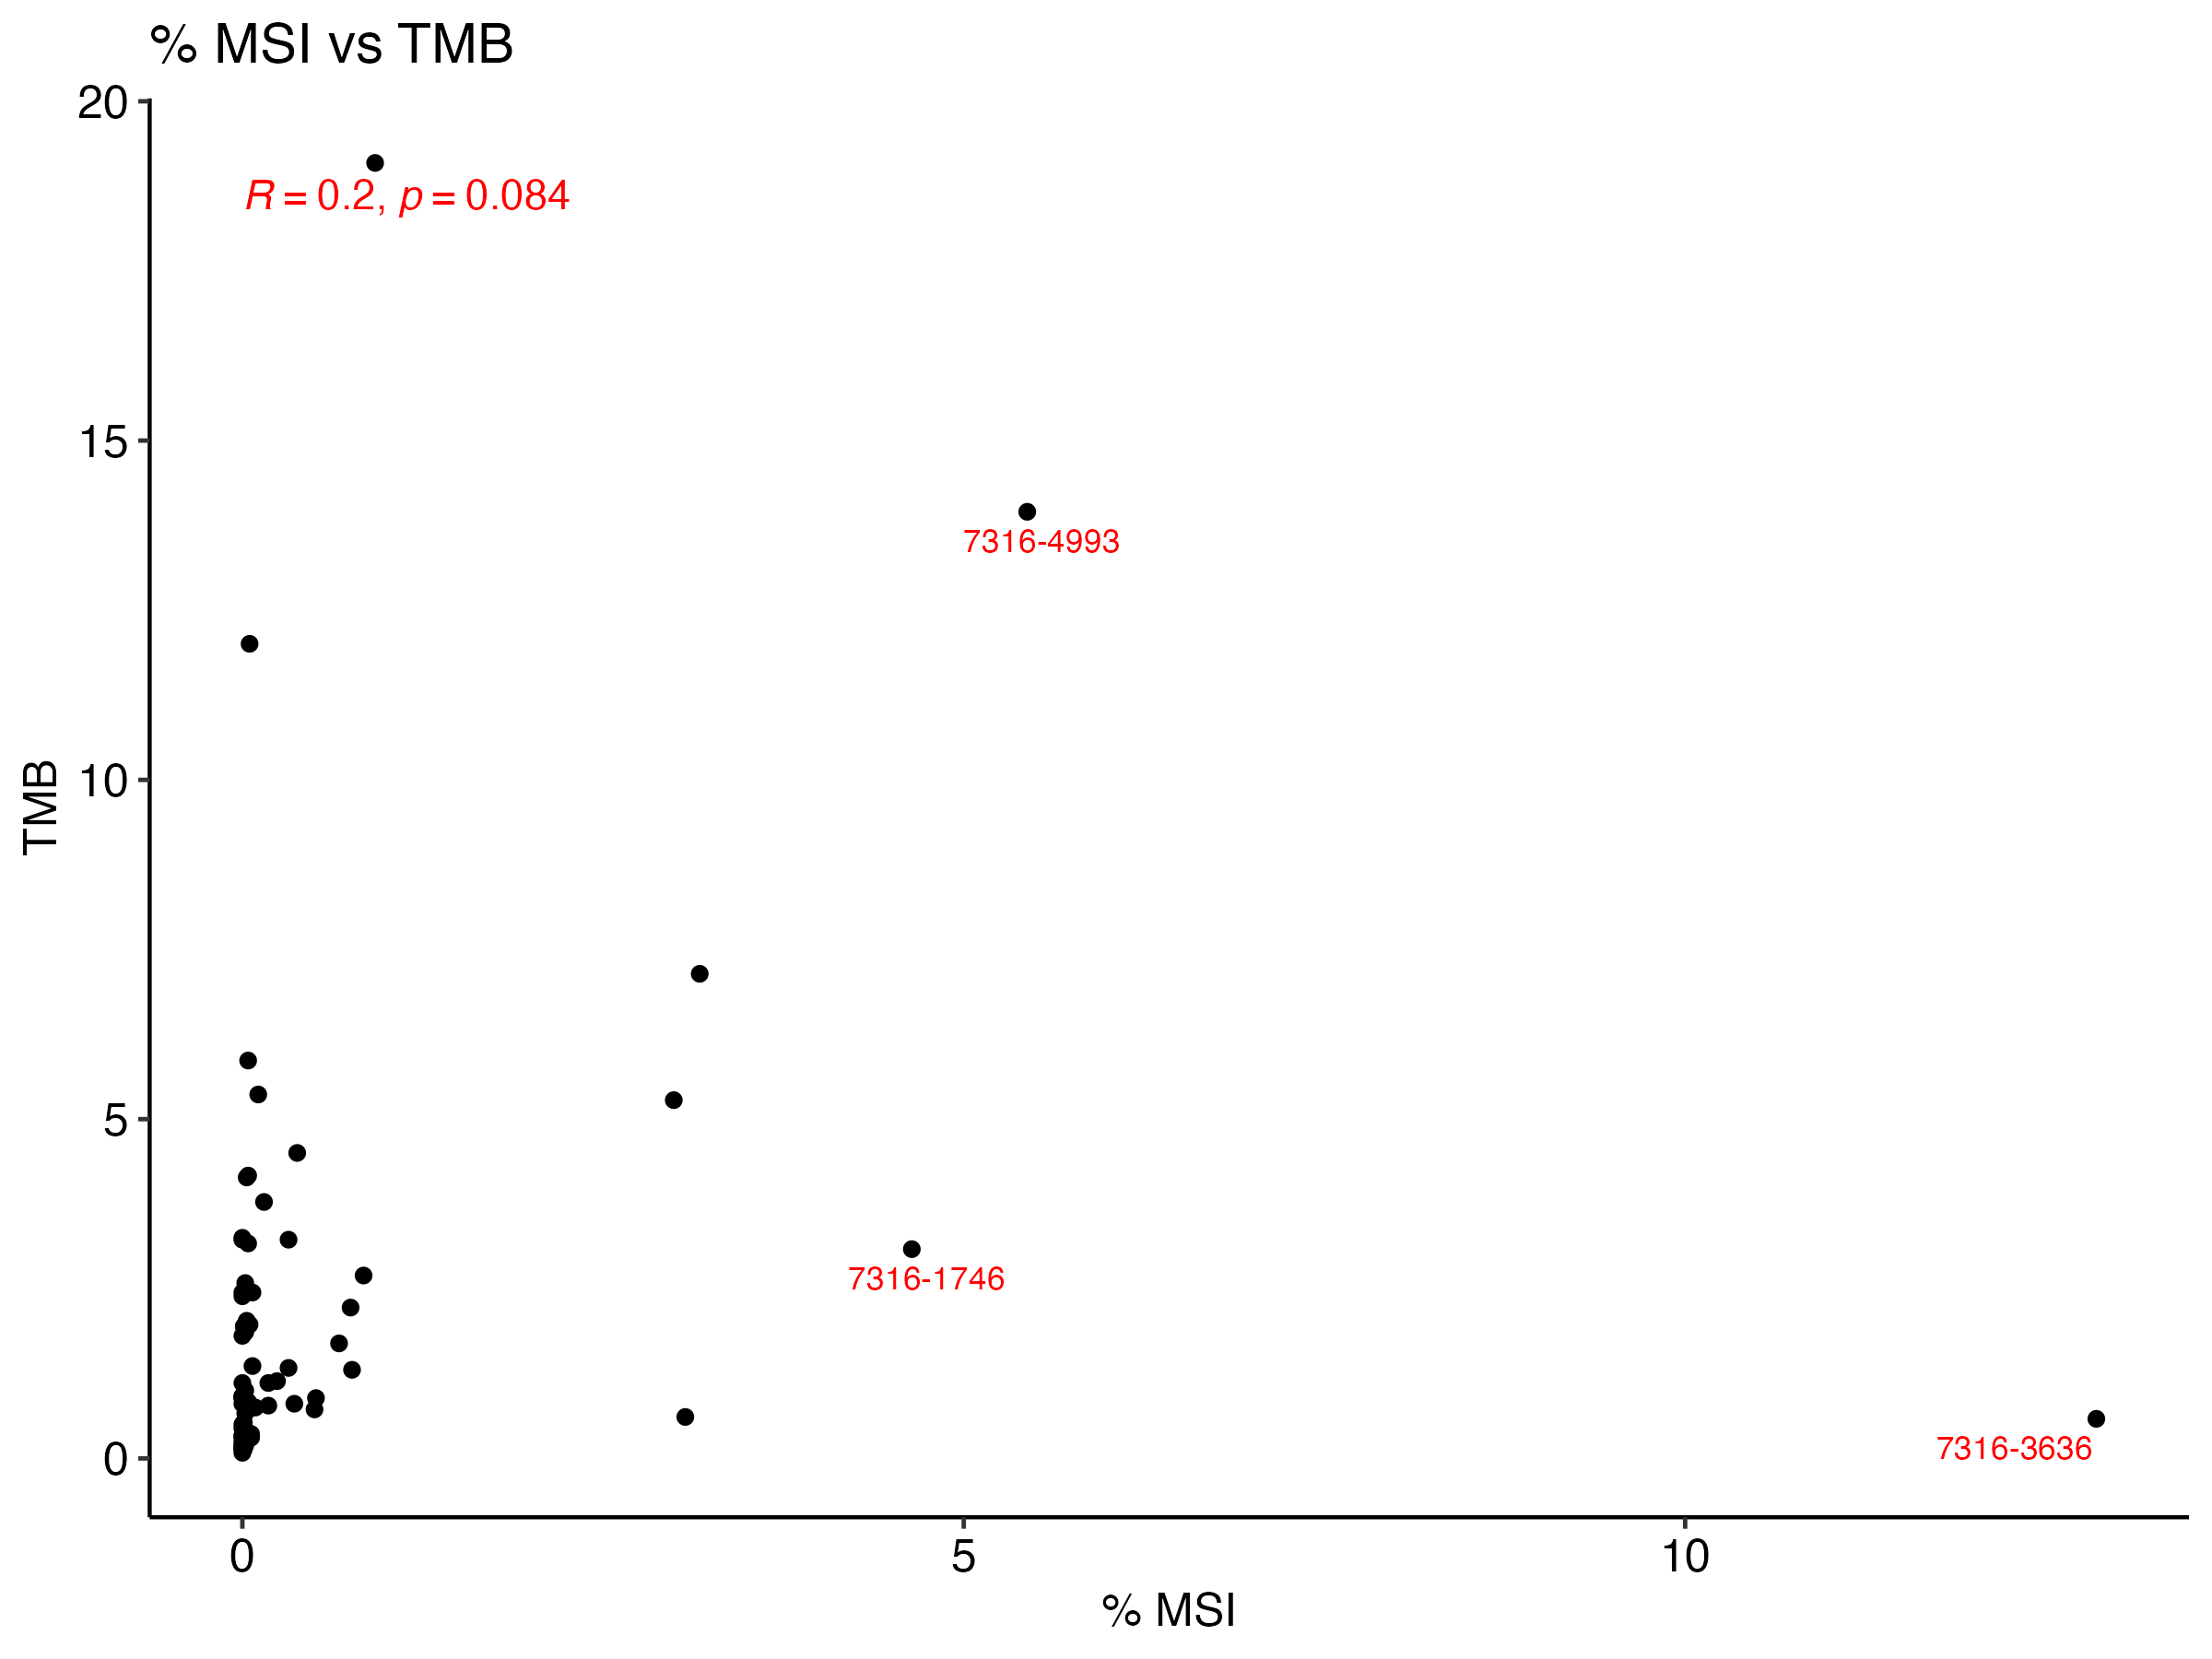 % MSI vs TMB
20
R = 0.2, p = 0.084
15
7316-4993
10
TMB
5
7316-1746
7316-3636
0
0 5 10
% MSI